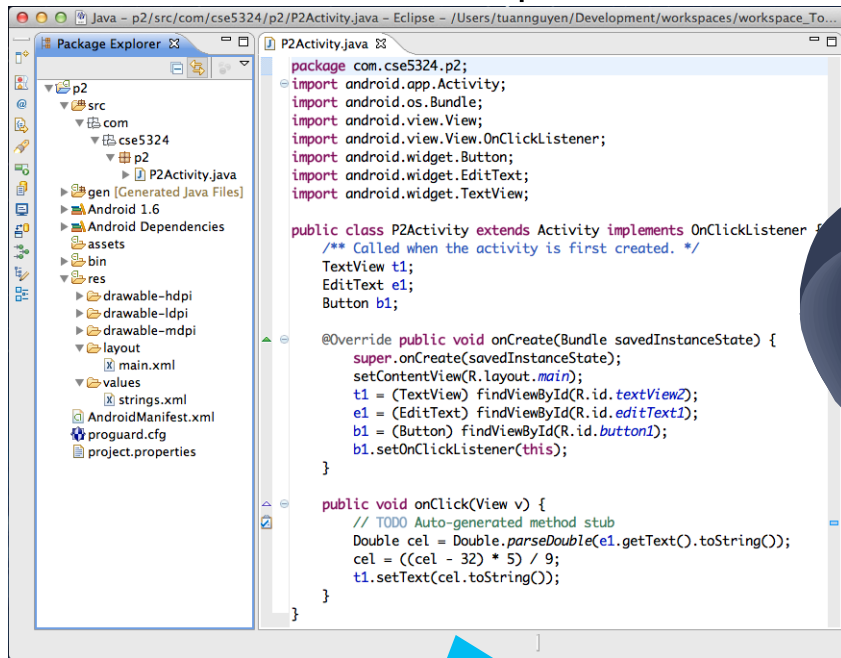 Java – p2/src/com/cse5324/p2/P2Activity.java – Eclipse – /Users/tuannguyen/Development/workspaces/workspace_To...
Package Explorer
p2
src
com
cse5324
p2
P2Activity.java
gen [Generated Java Files]
Android 1.6
Android Dependencies
assets
bin
res
drawable-hdpi
drawable-ldpi
drawable-mdpi
layout
main.xml
values
strings.xml
AndroidManifest.xml
proguard.cfg
project.properties
P2Activity.java
package com.cse5324.p2;
import android.app.Activity;
import android.os.Bundle;
import android.view.View;
import android.view.View.OnClickListener;
import android.widget.Button;
import android.widget.EditText;
import android.widget.TextView;
public class P2Activity extends Activity implements OnClickListener {
/** Called when the activity is first created. */
TextView t1;
EditText e1;
Button b1;
@Override public void onCreate(Bundle savedInstanceState) {
super.onCreate(savedInstanceState);
setContentView(R.layout.main);
t1 = (TextView) findViewById(R.id.textView2);
e1 = (EditText) findViewById(R.id.editText1);
b1 = (Button) findViewById(R.id.button1);
b1.setOnClickListener(this);
}
public void onClick(View v) {
// TODO Auto-generated method stub
Double cel = Double.parseDouble(e1.getText().toString());
cel = ((cel - 32) * 5) / 9;
t1.setText(cel.toString());
}
}